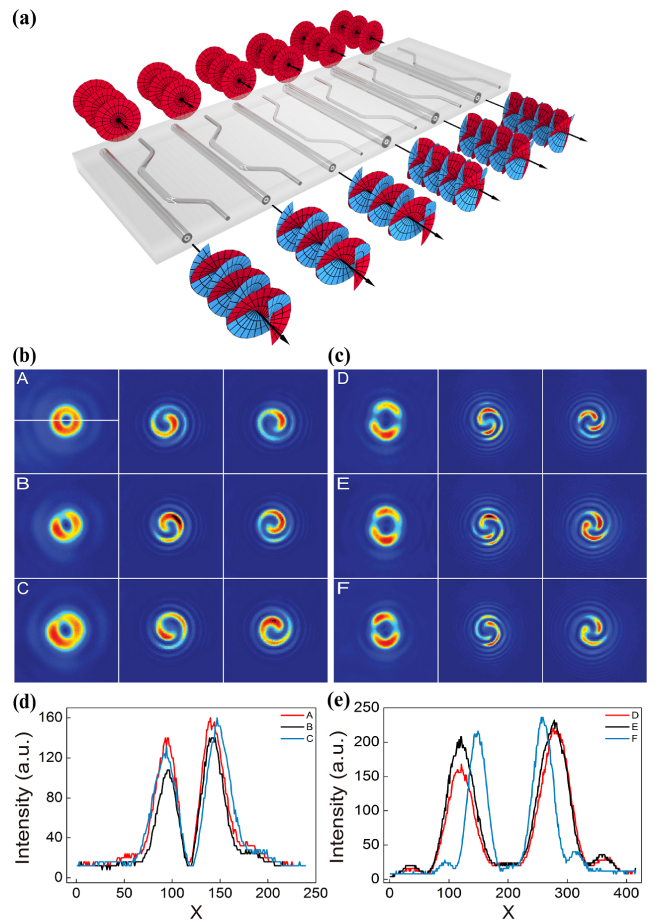 (a)
(b) (c)
A D
B E
C F
(d) (e)
160
120
80
40
0
Intensity (a.u.)
0 50 100 150 200 250
X
A
B
C
250
200
150
100
50
0
Intensity (a.u.)
0 100 200 300 400
X
D
E
F